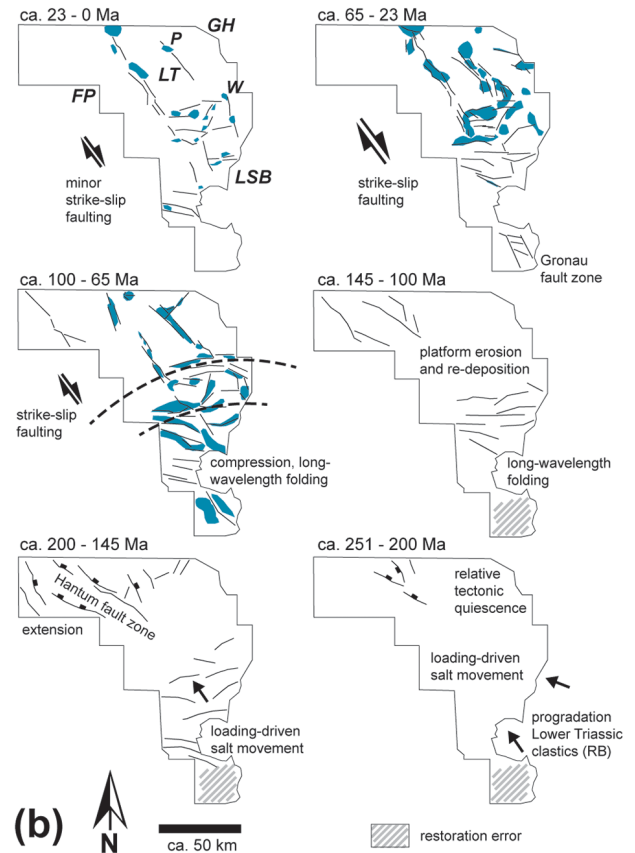 ca. 23 - 0 Ma
GH
P
LT
FP
W
minor
strike-slip
faulting
LSB
ca. 65 - 23 Ma
strike-slip
faulting
Gronau
fault zone
ca. 100 - 65 Ma
strike-slip
faulting
compression, long-
wavelength folding
ca. 145 - 100 Ma
platform erosion
and re-deposition
long-wavelength
folding
ca. 200 - 145 Ma
Hantum fault zone
extension
loading-driven
salt movement
ca. 251 - 200 Ma
relative
tectonic
quiescence
loading-driven
salt movement
progradation
Lower Triassic
clastics (RB)
(b)
N
ca. 50 km
restoration error